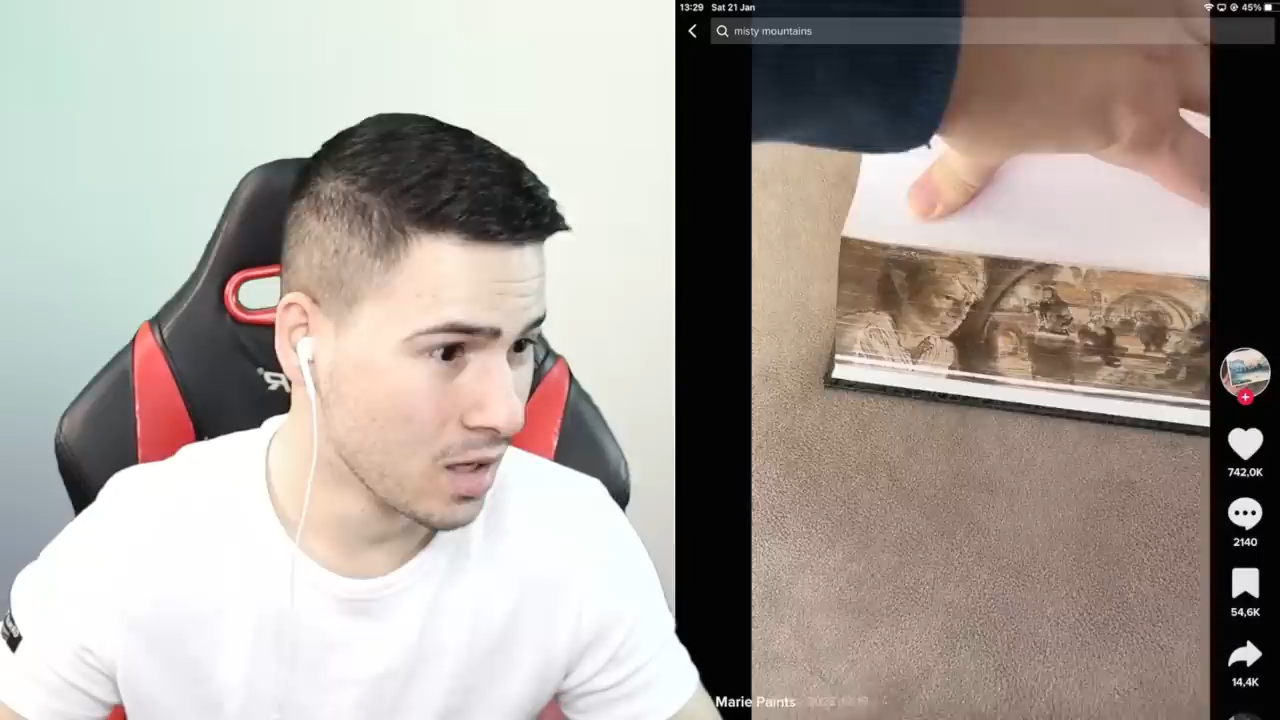 13:29 Sat 21 Jan
45%
misty mountains
742,0K
2140
54,6K
14,4K
Marie Paints